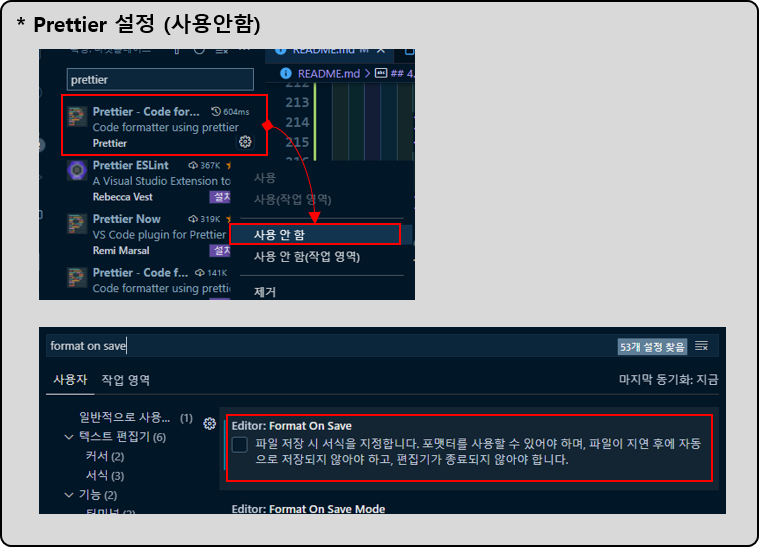 * Prettier 설정 (사용안함)
README.md M
prettier
README.md > abc ## 4.
212
213
214
215
216
Prettier - Code for... 604ms
Code formatter using prettier
Prettier
Prettier ESLint 367K
A Visual Studio Extension to
Rebecca Vest 설치
Prettier Now 319K
VS Code plugin for Prettier
Remi Marsal 설치
Prettier - Code f... 141K
Code formatter using pretti
사용
사용(작업 영역)
사용 안 함
사용 안 함(작업 영역)
제거
format on save
53개 설정 찾음
사용자 작업 영역
마지막 동기화: 지금
일반적으로 사용... (1)
텍스트 편집기 (6)
커서 (2)
서식 (3)
기능 (2)
터미널 (2)
Editor: Format On Save
파일 저장 시 서식을 지정합니다. 포맷터를 사용할 수 있어야 하며, 파일이 지연 후에 자동
으로 저장되지 않아야 하고, 편집기가 종료되지 않아야 합니다.
Editor: Format On Save Mode